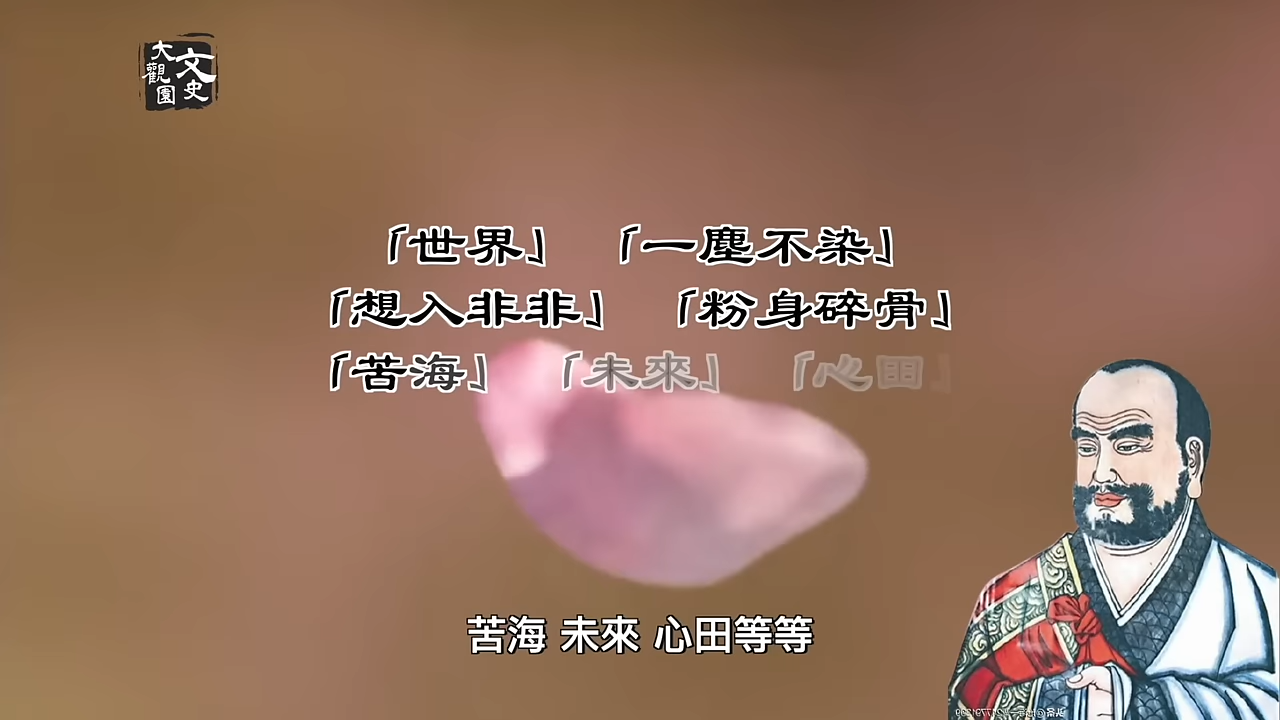 文史
大觀園
「世界」 「一塵不染」
「想入非非」 「粉身碎骨」
「苦海」 「未來」 「心田」
苦海 未來 心田等等